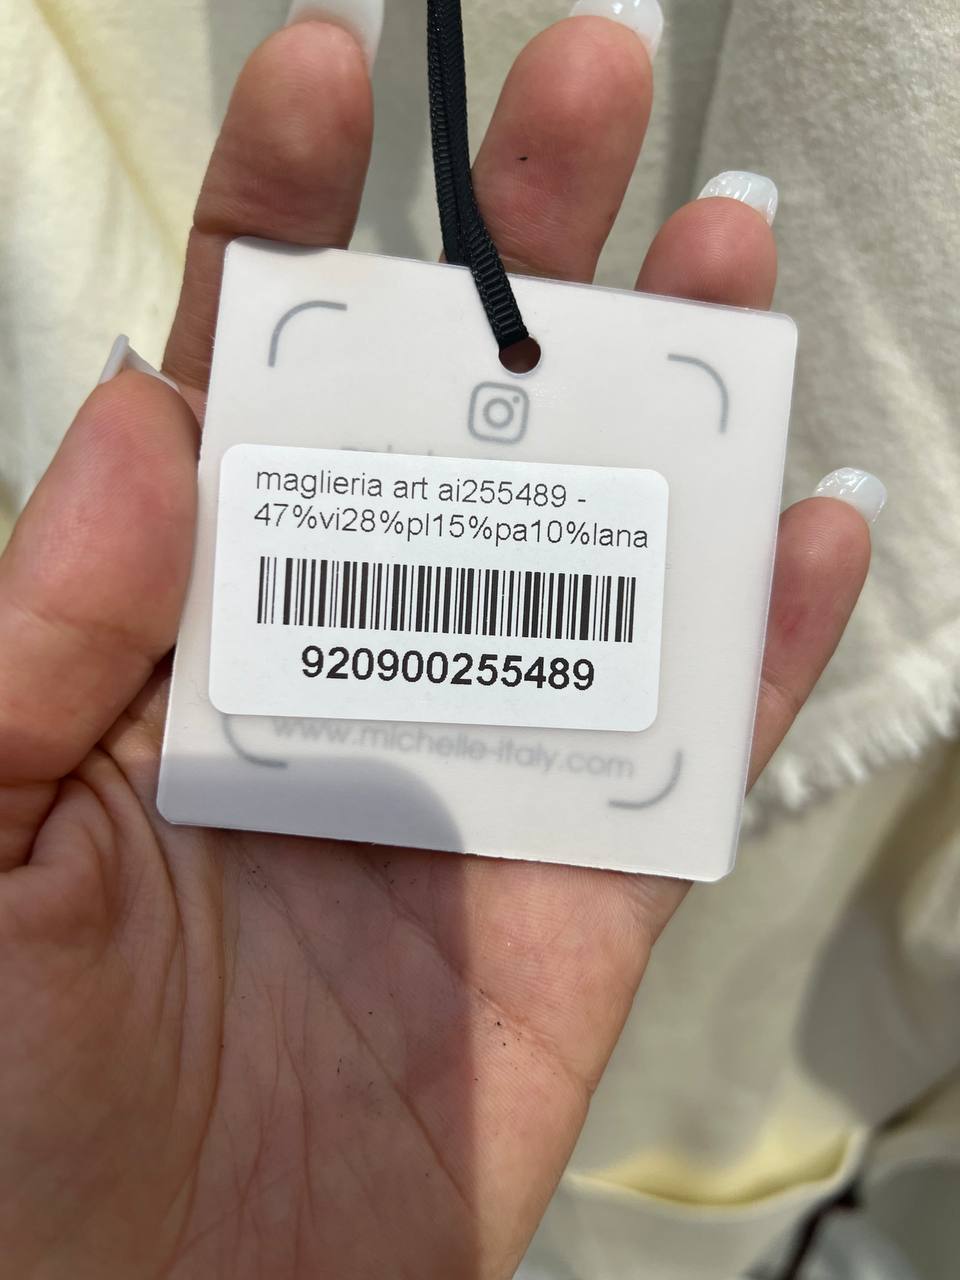 maglieria art ai255489 -
47%vi28%pl15%pa10%lana
920900255489
www.michelle-italy.com